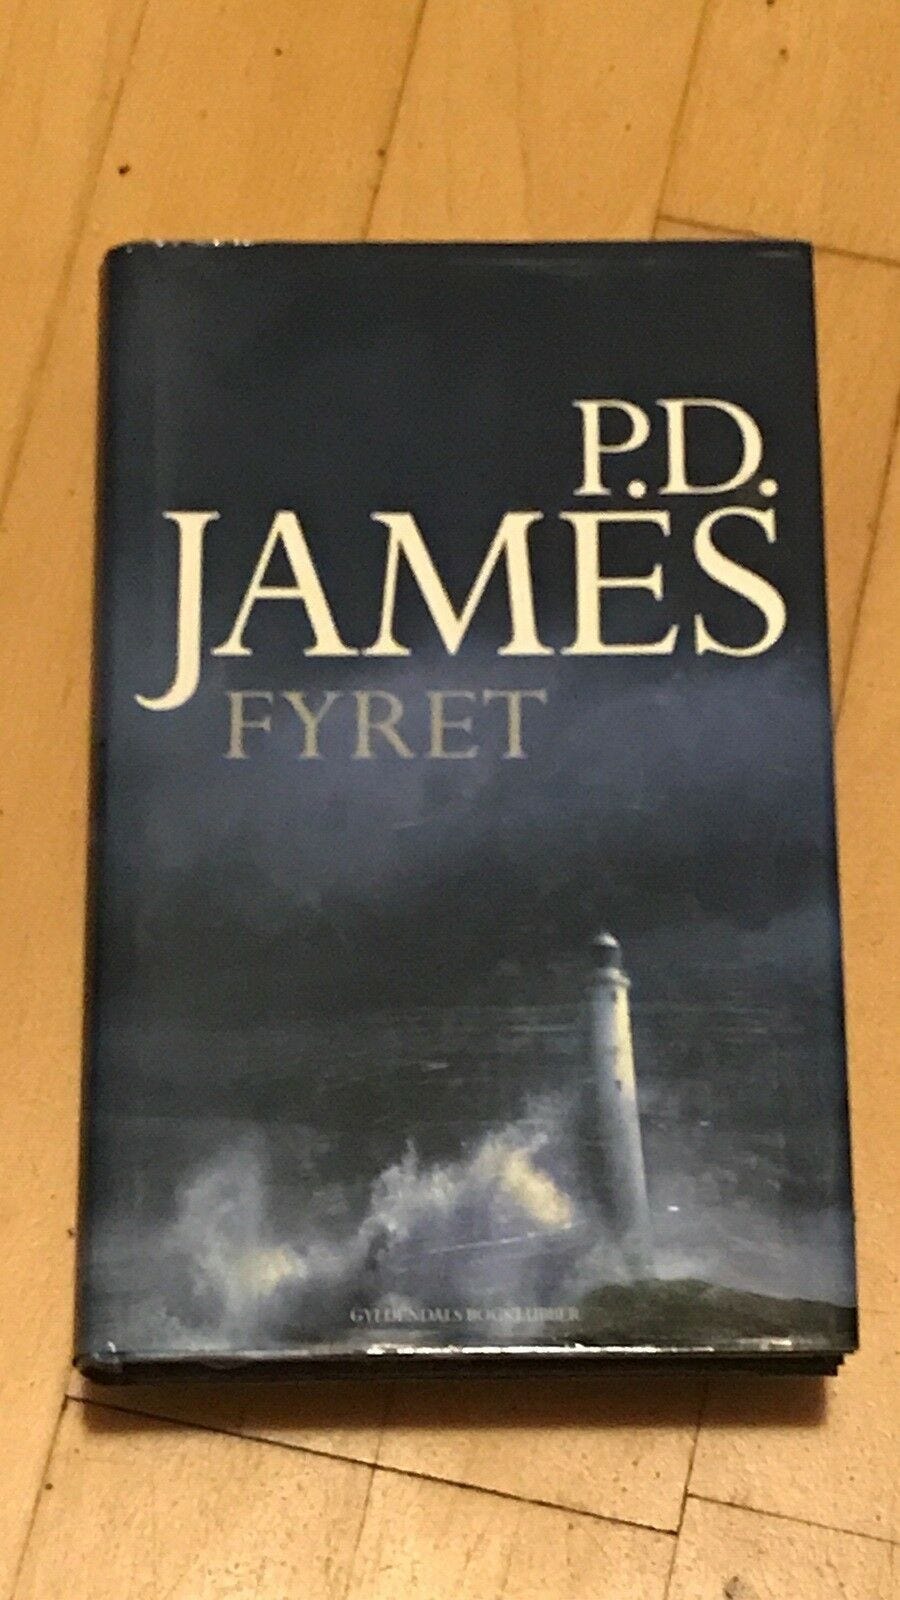 P.D.
JAMES
FYRET
GYLDENDALS BOGKLUBBER